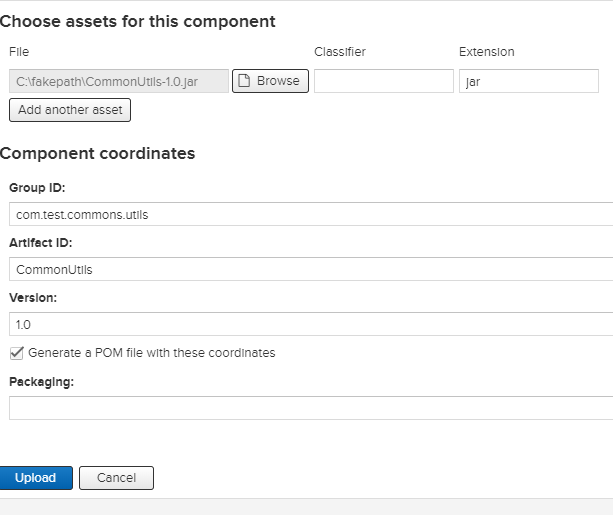 Choose assets for this component
File Classifier Extension
C:\fakepath\CommonUtils-1.0.jar Browse jar
Add another asset
Component coordinates
Group ID:
com.test.commons.utils
Artifact ID:
CommonUtils
Version:
1.0
Generate a POM file with these coordinates
Packaging:
Upload Cancel